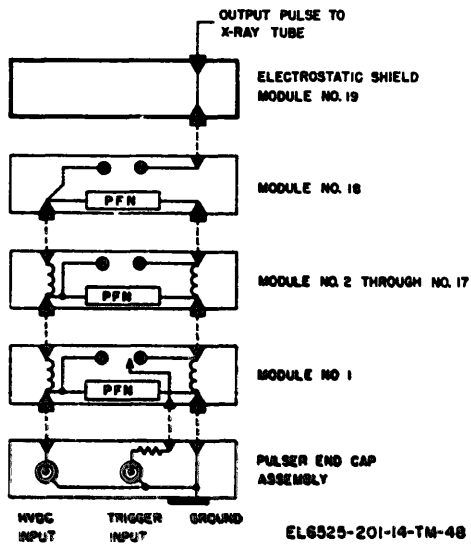 OUTPUT PULSE TO
X-RAY TUBE
ELECTROSTATIC SHIELD
MODULE NO. 19
PFN
MODULE NO. 18
PFN
MODULE NO. 2 THROUGH NO. 17
PFN
MODULE NO 1
PULSER END CAP
ASSEMBLY
HVDC
INPUT
TRIGGER
INPUT
GROUND
EL6525-201-14-TM-48